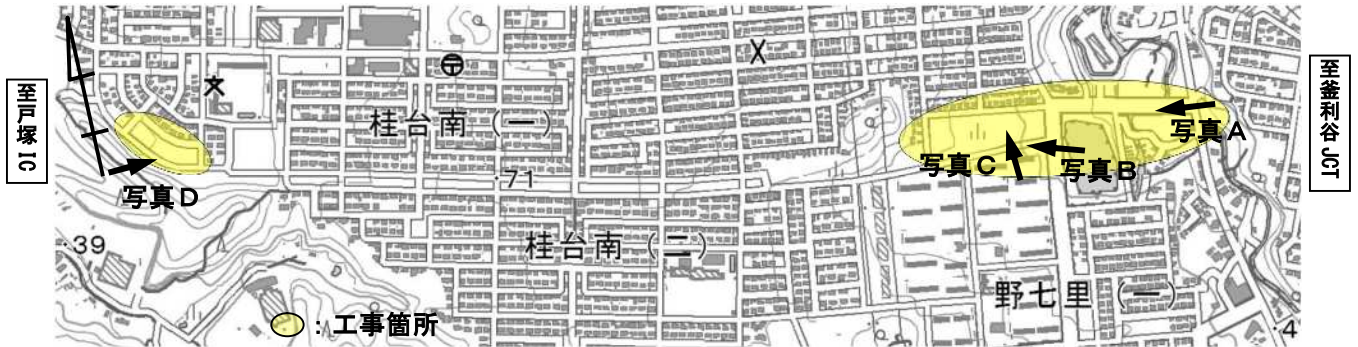 至戸塚IC
至釜利谷JCT
桂台南(一)
写真A
写真C
写真B
写真D
・71
・39
桂台南(二)
野七里(一)
:工事箇所
・4